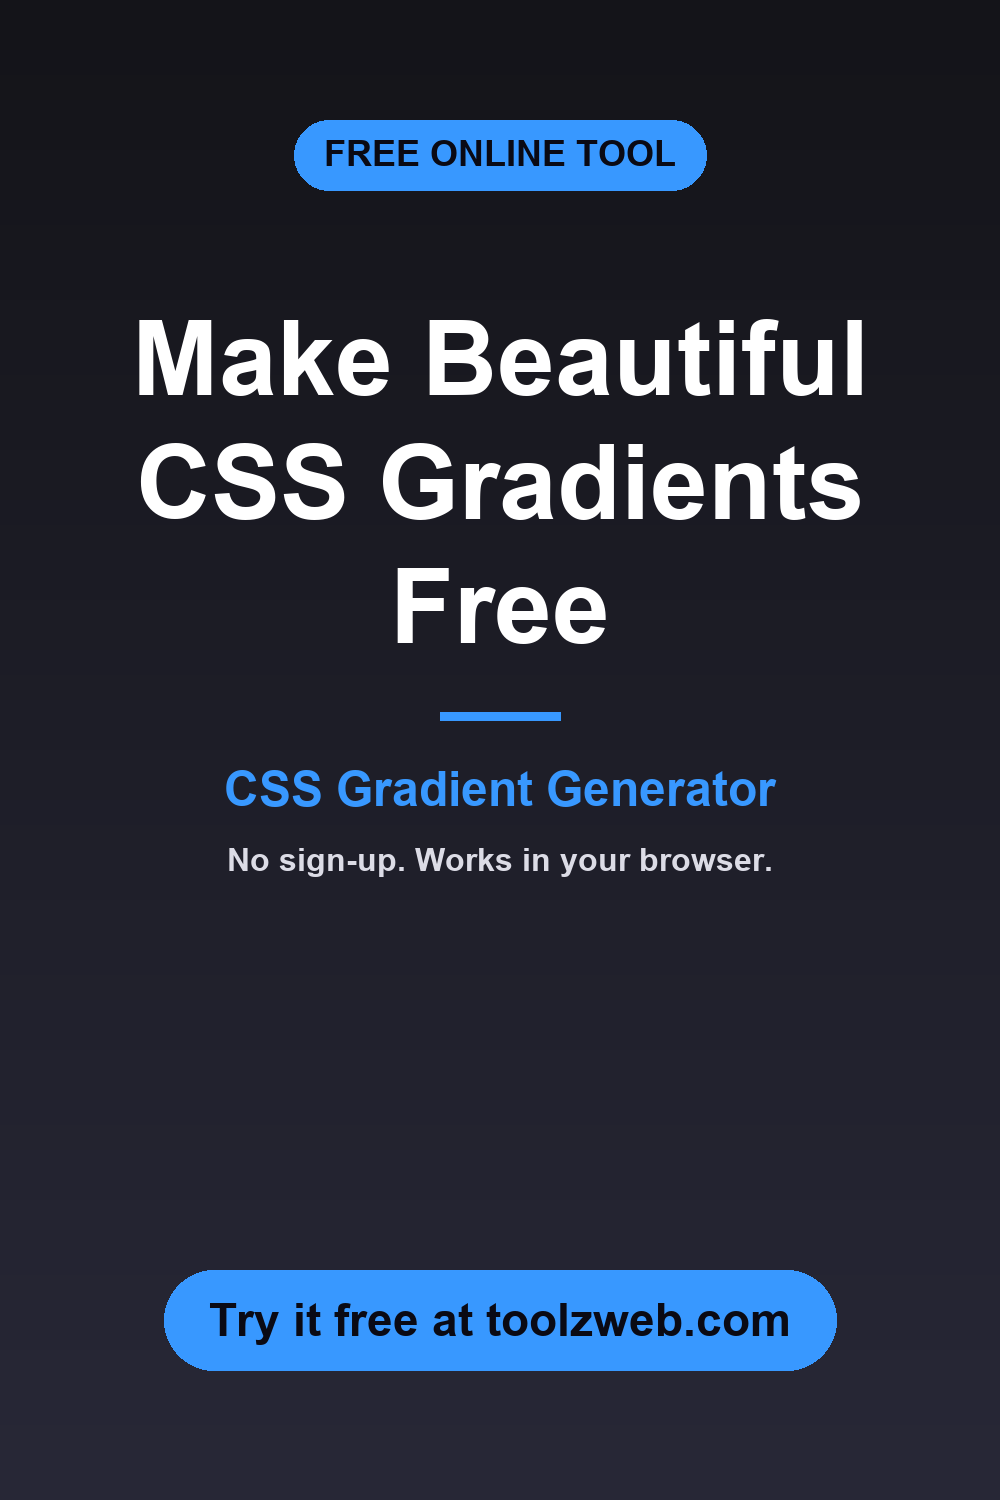 FREE ONLINE TOOL
Make Beautiful
CSS Gradients
Free
CSS Gradient Generator
No sign-up. Works in your browser.
Try it free at toolzweb.com